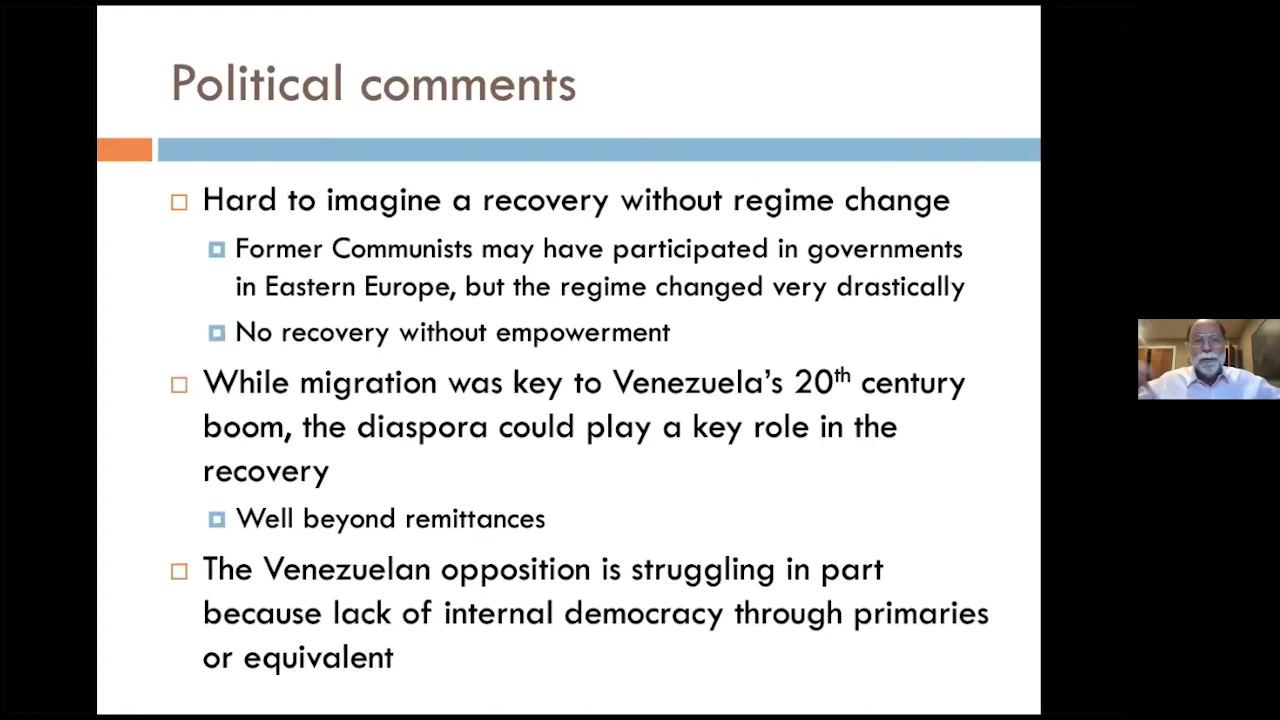 Political comments
Hard to imagine a recovery without regime change
Former Communists may have participated in governments
in Eastern Europe, but the regime changed very drastically
No recovery without empowerment
While migration was key to Venezuela's 20th century
boom, the diaspora could play a key role in the
recovery
Well beyond remittances
The Venezuelan opposition is struggling in part
because lack of internal democracy through primaries
or equivalent